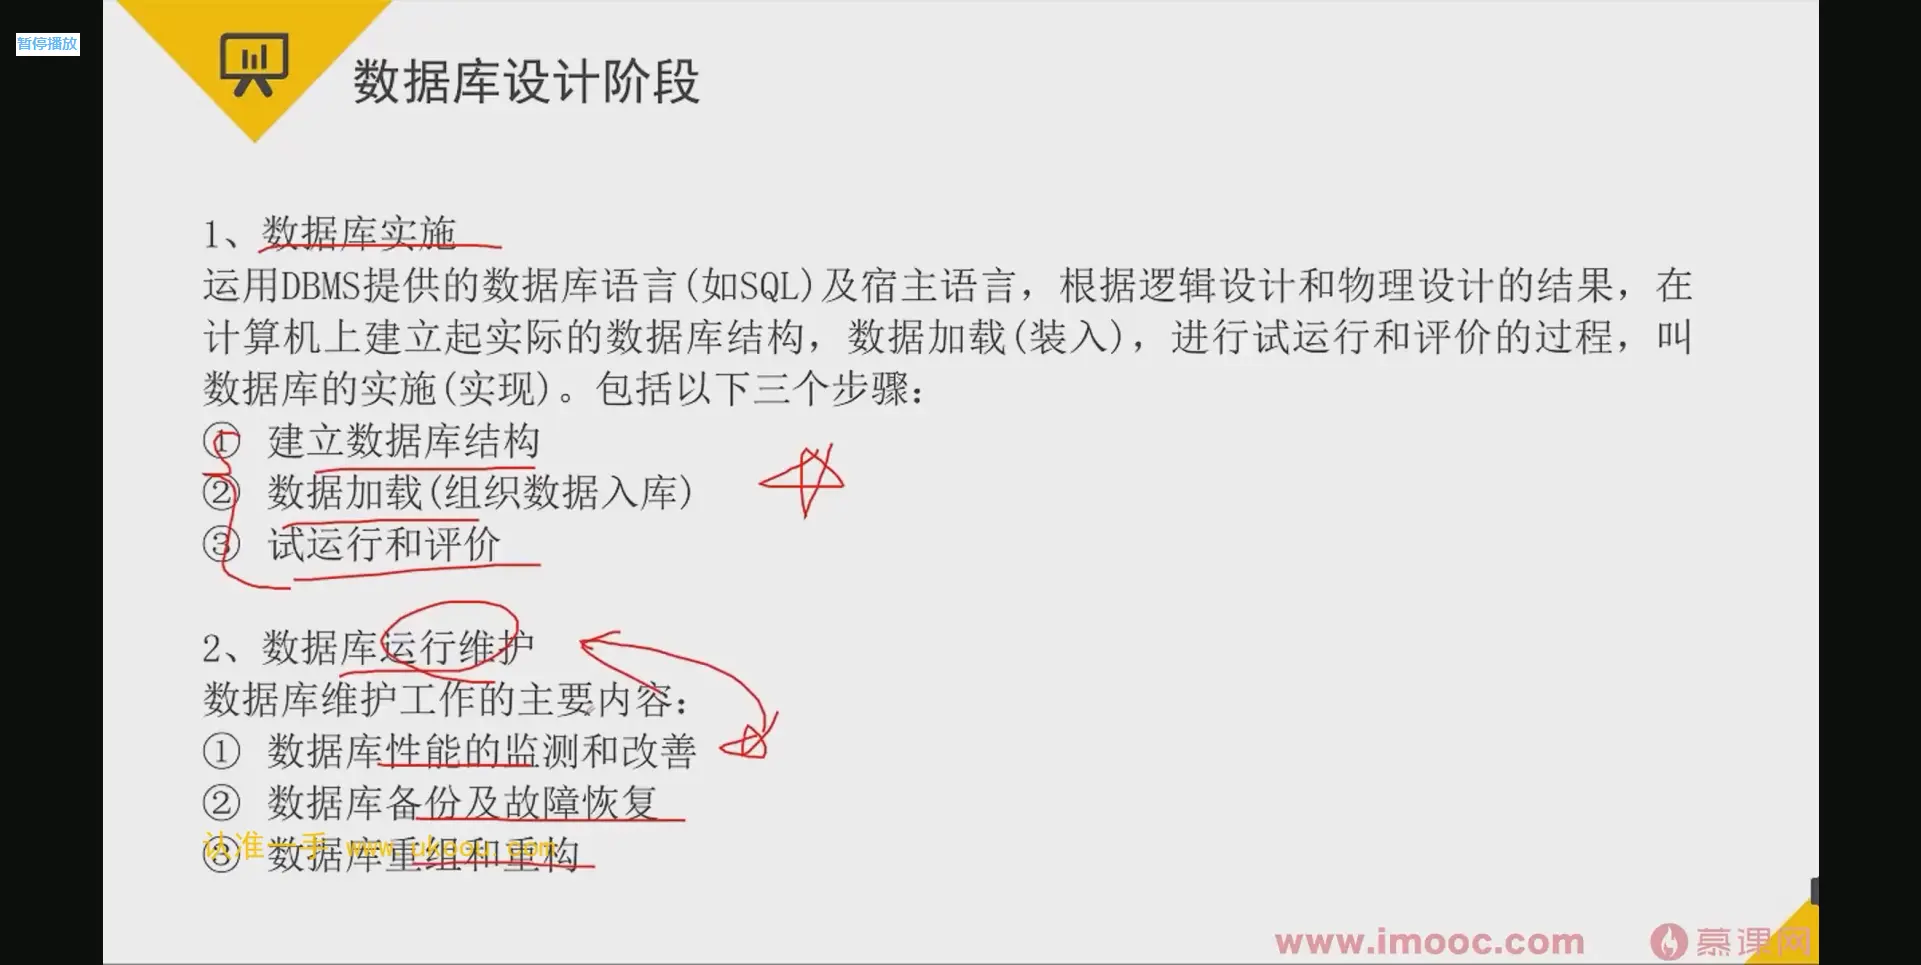 暂停播放
数据库设计阶段
1、数据库实施
运用DBMS提供的数据库语言(如SQL)及宿主语言，根据逻辑设计和物理设计的结果，在
计算机上建立起实际的数据库结构，数据加载(装入)，进行试运行和评价的过程，叫
数据库的实施(实现)。包括以下三个步骤：
① 建立数据库结构
② 数据加载(组织数据入库)
③ 试运行和评价
2、数据库运行维护
数据库维护工作的主要内容：
① 数据库性能的监测和改善
② 数据库备份及故障恢复
认准一手 www.ukoou.com
③ 数据库重组和重构
www.imooc.com 慕课网